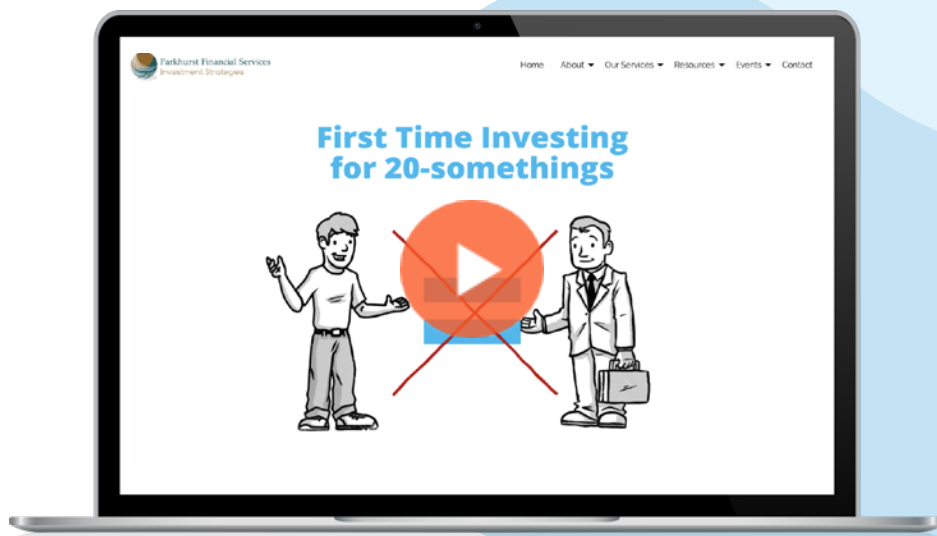 Parkhurst Financial Services
Investment Strategies
Home About Our Services Resources Events Contact
First Time Investing
for 20-somethings